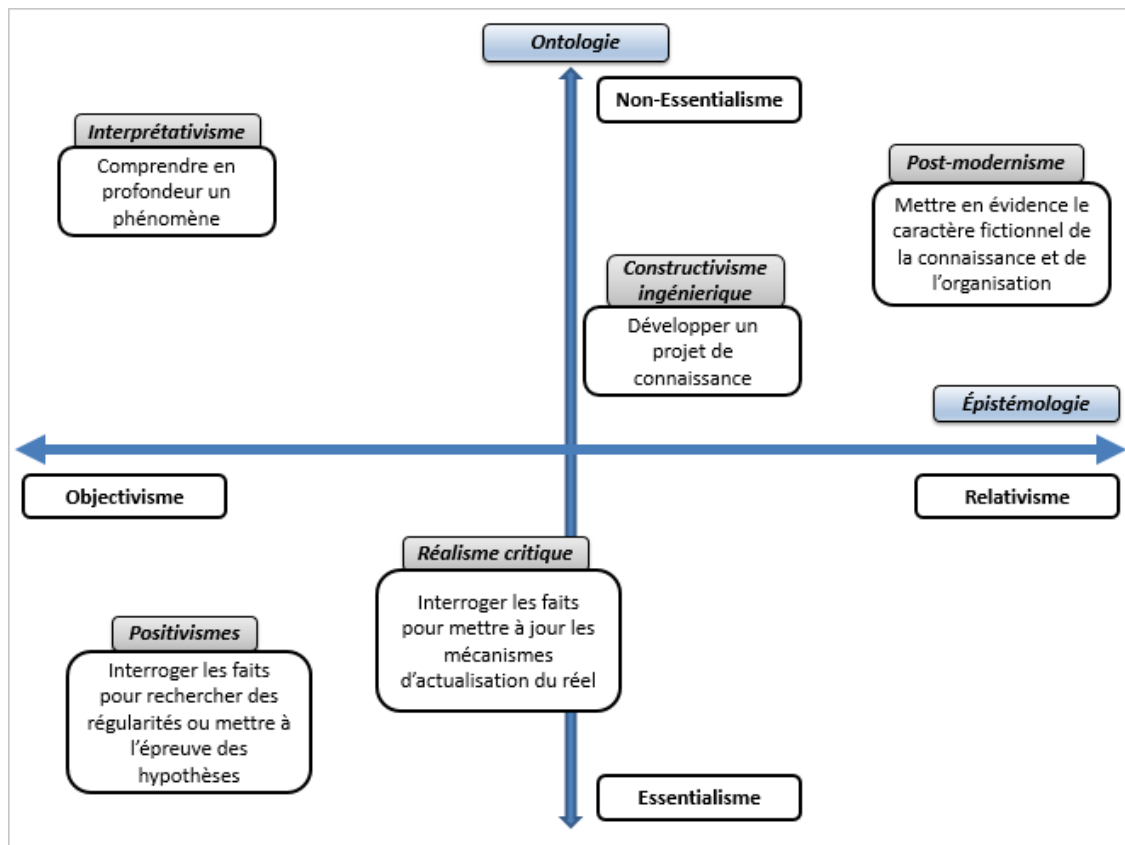 Ontologie
Non-Essentialisme
Interprétativisme
Comprendre en
profondeur un
phénomène
Post-modernisme
Mettre en évidence le
caractère fictionnel de
la connaissance et de
l'organisation
Constructivisme
ingénierique
Développer un
projet de
connaissance
Épistémologie
Objectivisme
Relativisme
Réalisme critique
Interroger les faits
pour mettre à jour les
mécanismes
d'actualisation du réel
Positivismes
Interroger les faits
pour rechercher des
régularités ou mettre à
l'épreuve des
hypothèses
Essentialisme